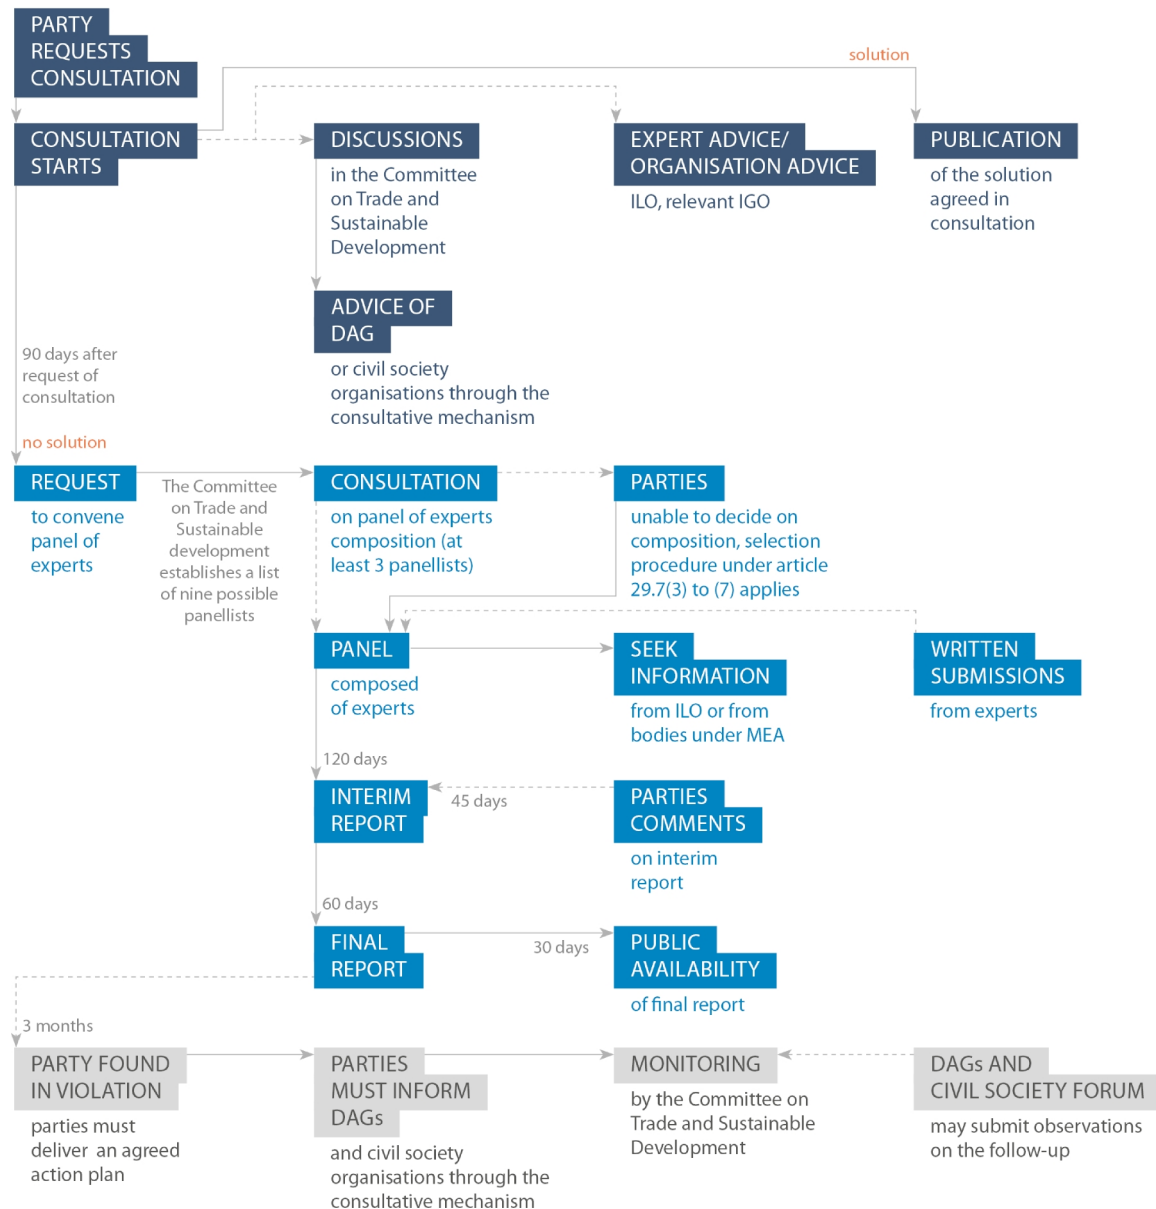 PARTY
REQUESTS
CONSULTATION
solution
CONSULTATION
STARTS
DISCUSSIONS
in the Committee
on Trade and
Sustainable
Development
EXPERT ADVICE/
ORGANISATION ADVICE
ILO, relevant IGO
PUBLICATION
of the solution
agreed in
consultation
ADVICE OF
DAG
or civil society
organisations through the
consultative mechanism
90 days after
request of
consultation
no solution
REQUEST
to convene
panel of
experts
The Committee
on Trade and
Sustainable
development
establishes a list
of nine possible
panellists
CONSULTATION
on panel of experts
composition (at
least 3 panellists)
PARTIES
unable to decide on
composition, selection
procedure under article
29.7(3) to (7) applies
PANEL
composed
of experts
SEEK
INFORMATION
from ILO or from
bodies under MEA
WRITTEN
SUBMISSIONS
from experts
120 days
INTERIM
REPORT
45 days
PARTIES
COMMENTS
on interim
report
60 days
FINAL
REPORT
30 days
PUBLIC
AVAILABILITY
of final report
3 months
PARTY FOUND
IN VIOLATION
parties must
deliver an agreed
action plan
PARTIES
MUST INFORM
DAGs
and civil society
organisations through the
consultative mechanism
MONITORING
by the Committee on
Trade and Sustainable
Development
DAGs AND
CIVIL SOCIETY FORUM
may submit observations
on the follow-up